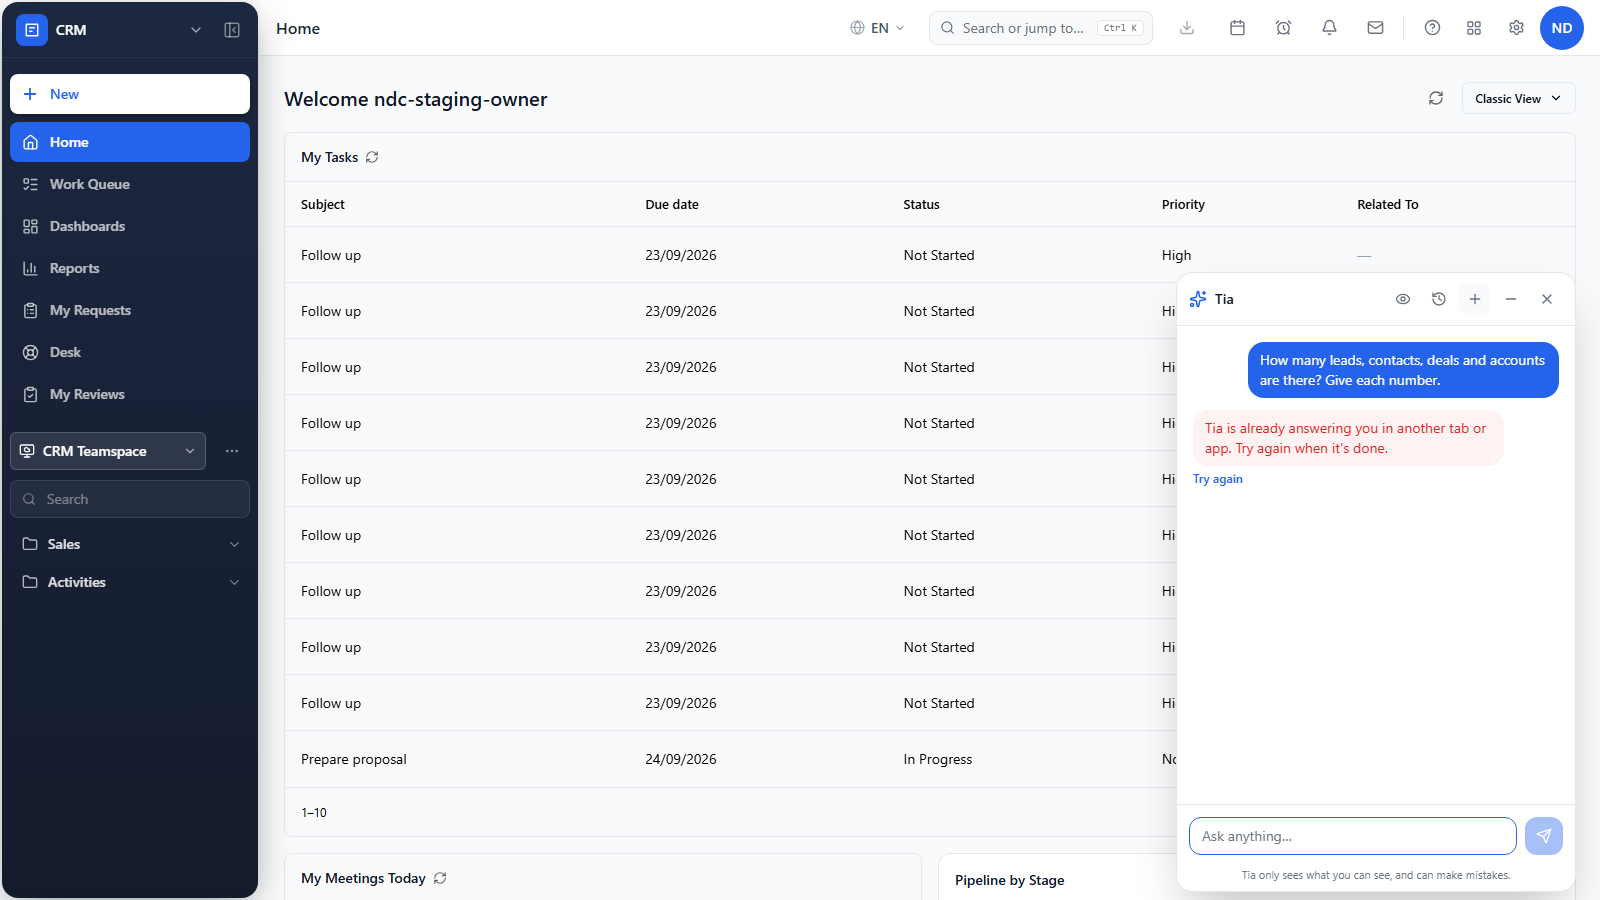 CRM
Home
EN
Search or jump to...
Ctrl K
ND
New
Home
Work Queue
Dashboards
Reports
My Requests
Desk
My Reviews
CRM Teamspace
Search
Sales
Activities
Welcome ndc-staging-owner
Classic View
My Tasks
Subject Due date Status Priority Related To
Follow up 23/09/2026 Not Started High —
Follow up 23/09/2026 Not Started Hi
Follow up 23/09/2026 Not Started Hi
Follow up 23/09/2026 Not Started Hi
Follow up 23/09/2026 Not Started Hi
Follow up 23/09/2026 Not Started Hi
Follow up 23/09/2026 Not Started Hi
Follow up 23/09/2026 Not Started Hi
Follow up 23/09/2026 Not Started Hi
Prepare proposal 24/09/2026 In Progress No
1–10
My Meetings Today
Pipeline by Stage
Tia
How many leads, contacts, deals and accounts
are there? Give each number.
Tia is already answering you in another tab or
app. Try again when it's done.
Try again
Ask anything...
Tia only sees what you can see, and can make mistakes.